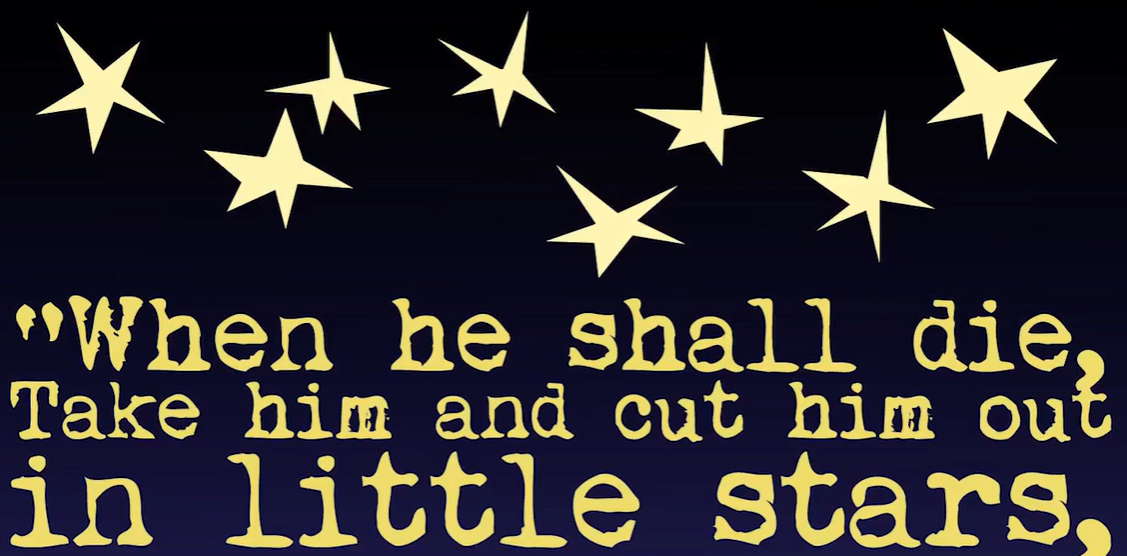 "When he shall die,
Take him and cut him out
in little stars,